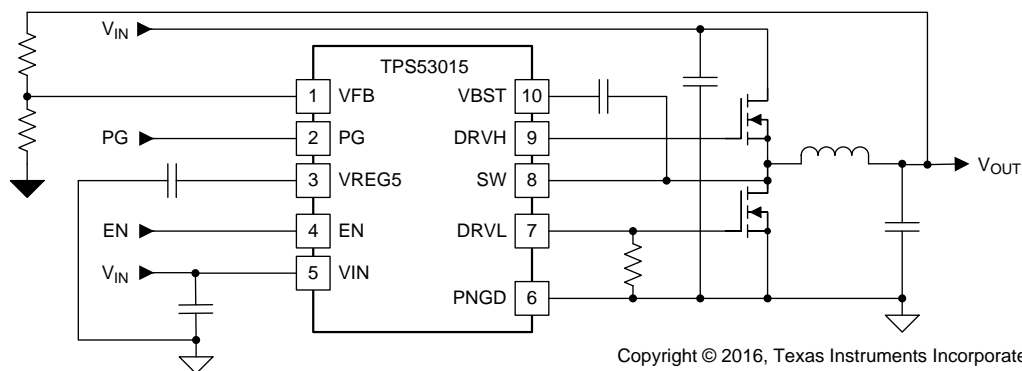 VIN
TPS53015
1 VFB
VBST 10
PG
2 PG
DRVH 9
3 VREG5
SW 8
VOUT
EN
4 EN
DRVL 7
VIN
5 VIN
PNGD 6
Copyright © 2016, Texas Instruments Incorporate